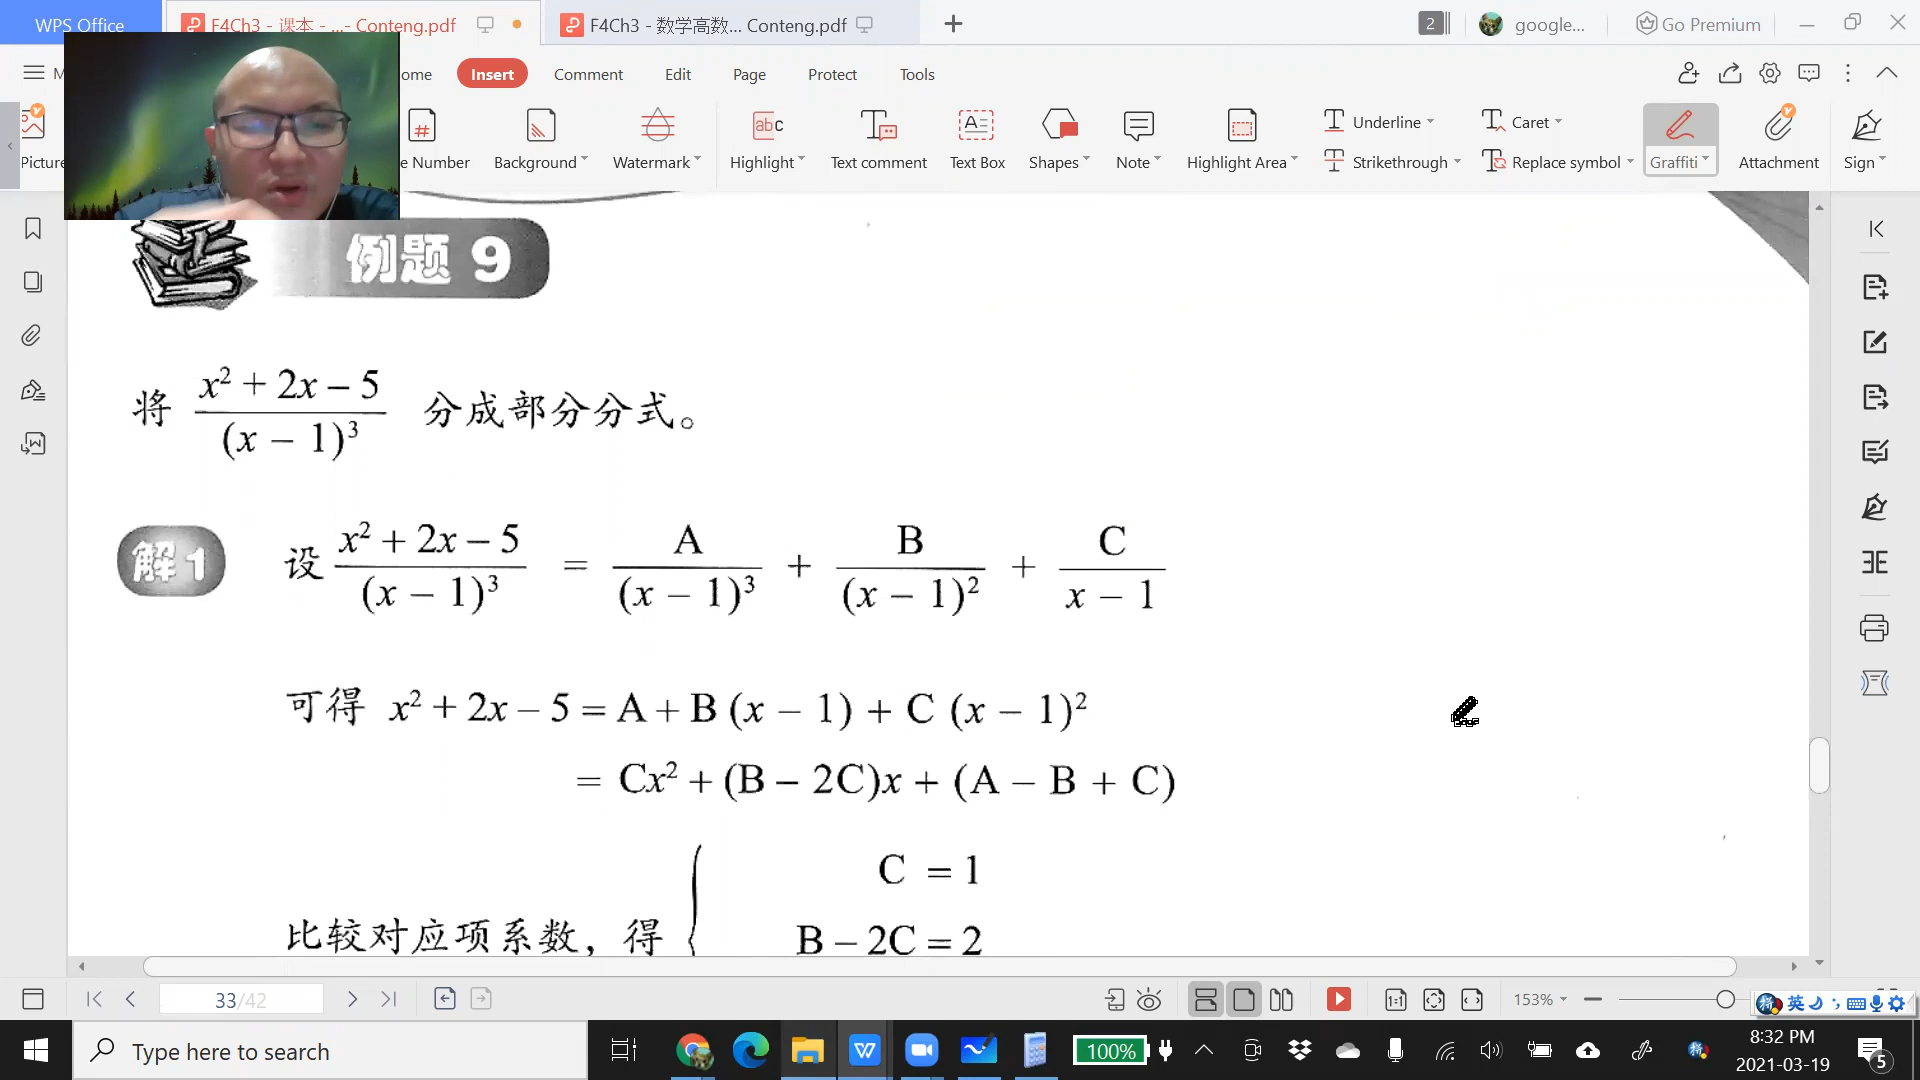 WPS Office
F4Ch3 - 课本 - ...- Conteng.pdf
F4Ch3 - 数学高数... Conteng.pdf
2
google...
Go Premium
Insert
Comment
Edit
Page
Protect
Tools
Picture
Background
Watermark
Highlight
Text comment
Text Box
Shapes
Note
Highlight Area
Underline
Strikethrough
Caret
Replace symbol
Graffiti
Attachment
Sign
例题 9
将 \frac{x² + 2x – 5}{(x – 1)³} 分成部分分式。
解1 设 \frac{x² + 2x – 5}{(x – 1)³} = \frac{A}{(x – 1)³} + \frac{B}{(x – 1)²} + \frac{C}{x – 1}
可得 x² + 2x – 5 = A + B (x – 1) + C (x – 1)²
= Cx² + (B – 2C)x + (A – B + C)
C = 1
比较对应项系数，得
B – 2C = 2
33/42
153%
英
Type here to search
100%
8:32 PM
2021-03-19
5